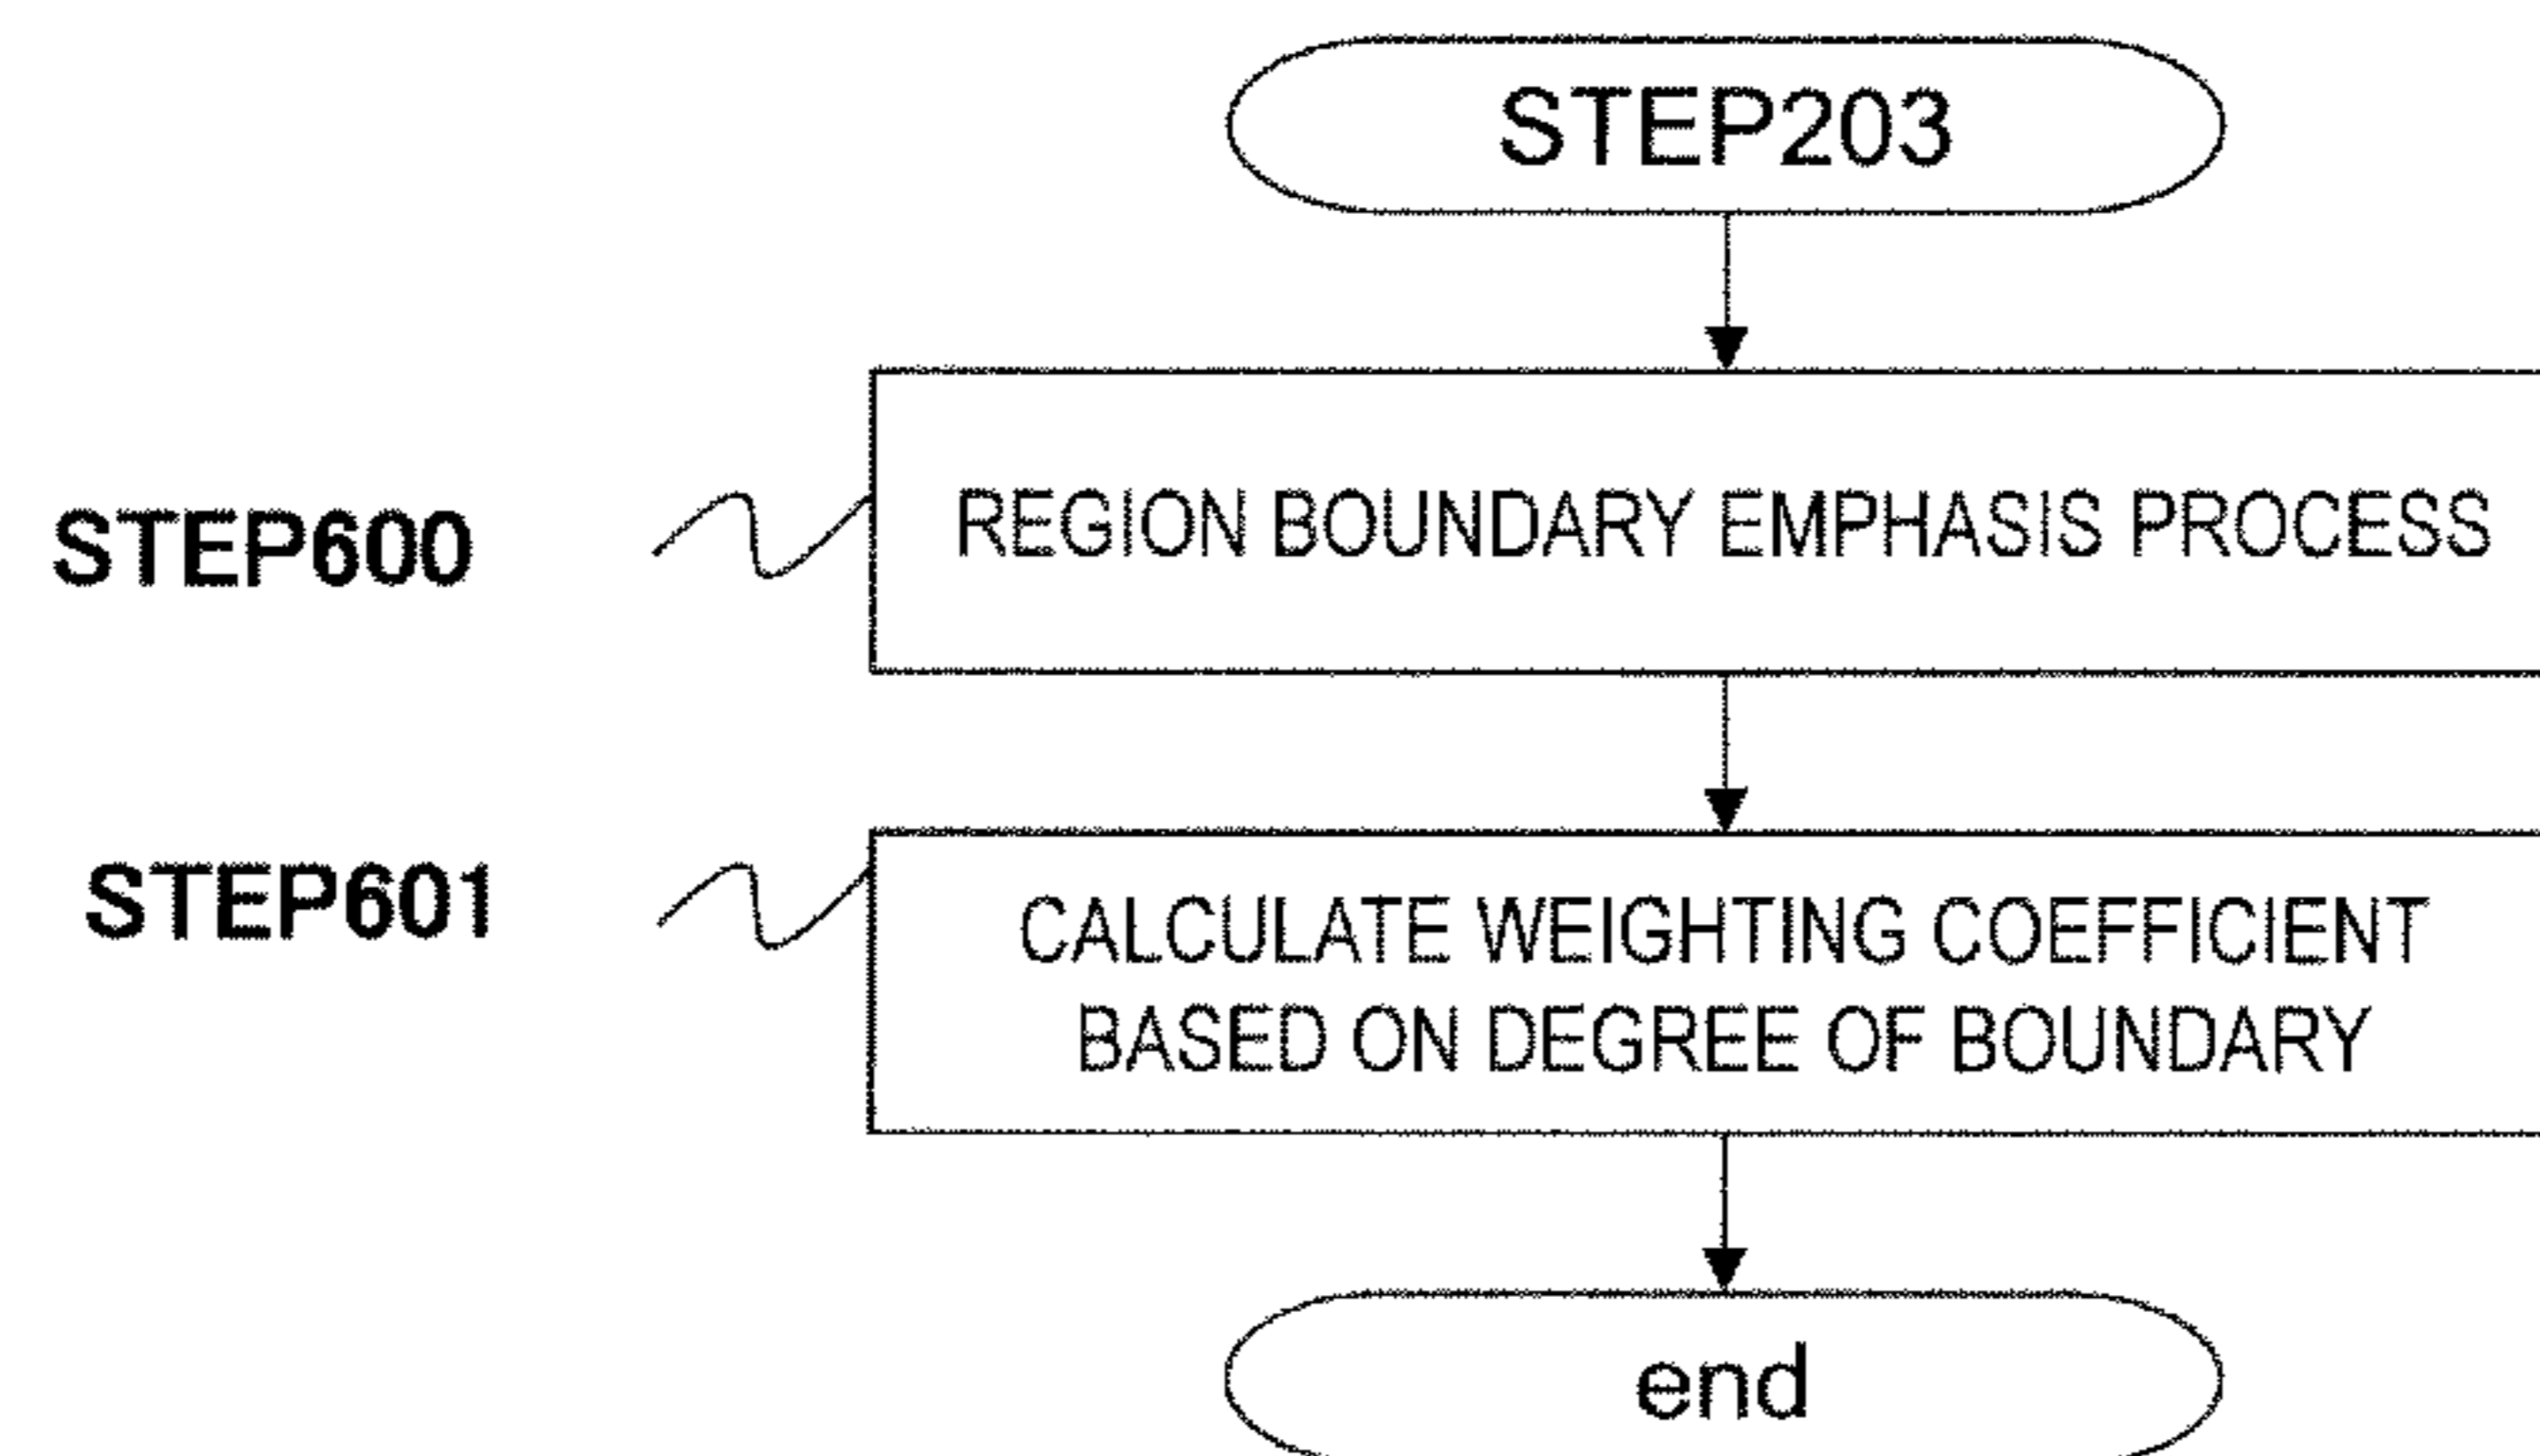 STEP203
STEP600
REGION BOUNDARY EMPHASIS PROCESS
STEP601
CALCULATE WEIGHTING COEFFICIENT
BASED ON DEGREE OF BOUNDARY
end